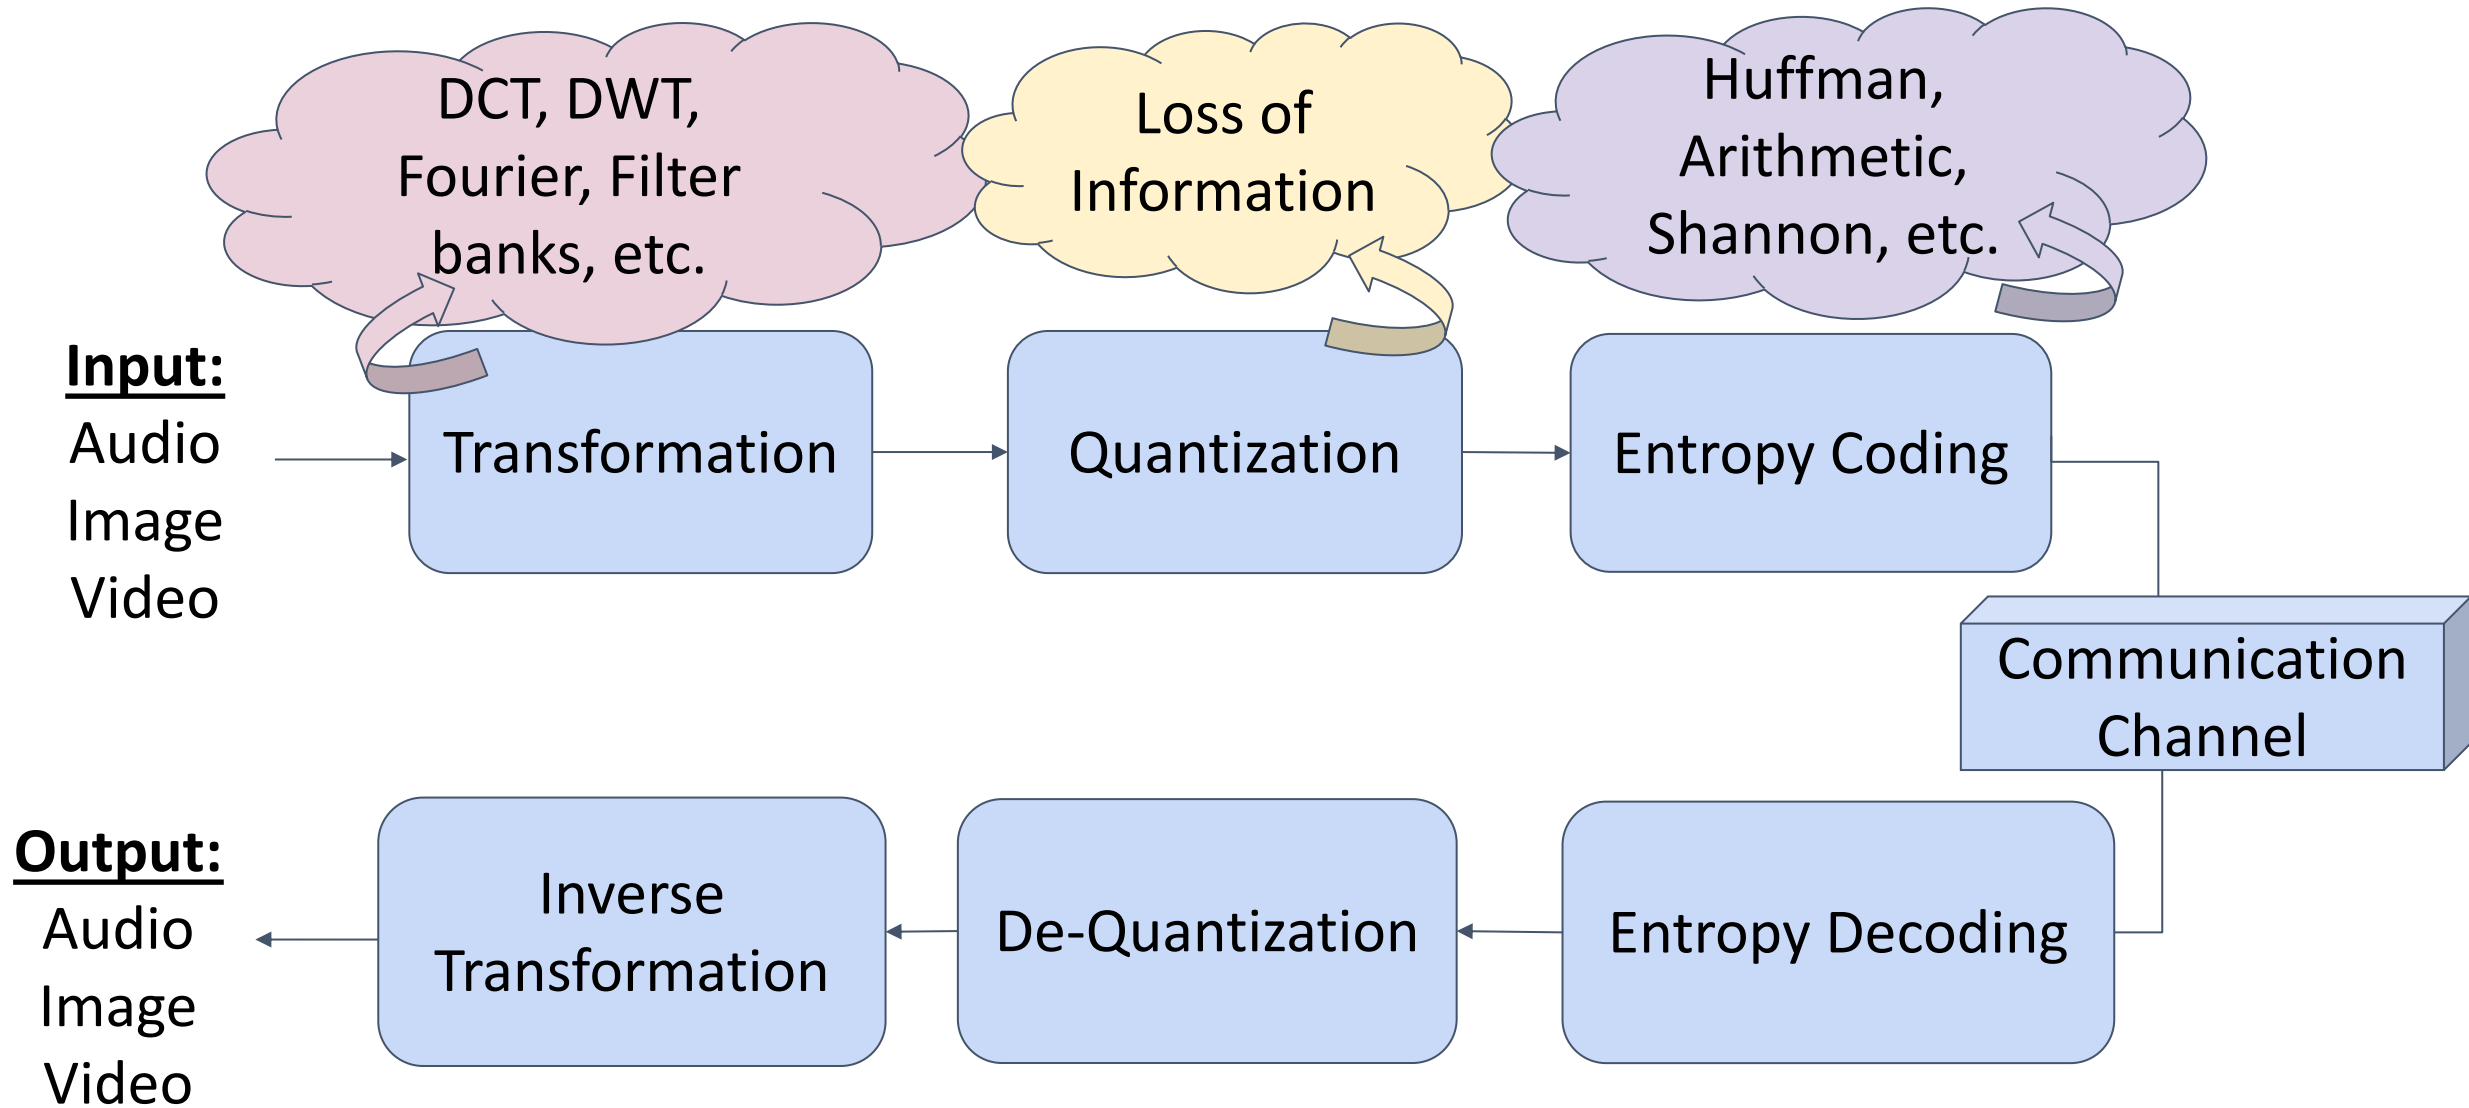 DCT, DWT,
Fourier, Filter
banks, etc.
Loss of
Information
Huffman,
Arithmetic,
Shannon, etc.
Input:
Audio
Image
Video
Transformation
Quantization
Entropy Coding
Communication
Channel
Output:
Audio
Image
Video
Inverse
Transformation
De-Quantization
Entropy Decoding